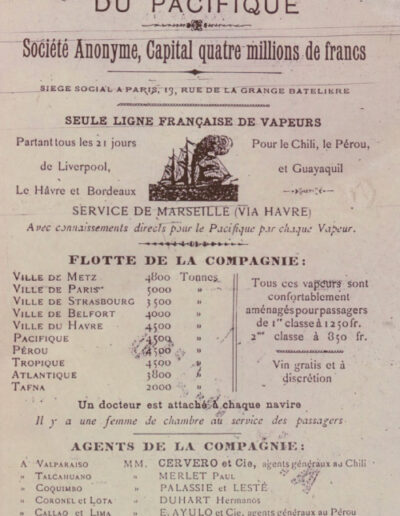 DU PACIFIQUE
Société Anonyme, Capital quatre millions de francs
SIEGE SOCIAL A PARIS, 13, RUE DE LA GRANGE BATELIERE
SEULE LIGNE FRANÇAISE DE VAPEURS
Partant tous les 21 jours
de Liverpool,
Le Hâvre et Bordeaux
Pour le Chili, le Pérou,
et Guayaquil
SERVICE DE MARSEILLE (VIA HAVRE)
Avec connaissements directs pour le Pacifique par chaque Vapeur.
FLOTTE DE LA COMPAGNIE:
VILLE DE METZ 4800 Tonnes
VILLE DE PARIS 5000 »
VILLE DE STRASBOURG 3500 »
VILLE DE BELFORT 4000 »
VILLE DU HAVRE 4500 »
PACIFIQUE 4500 »
PÉROU 4500 »
TROPIQUE 4500 »
ATLANTIQUE 3800 »
TAFNA 2000 »
Tous ces vapeurs sont
confortablement
aménagés pour passagers
de 1re classe à 1250 fr.
2me classe à 850 fr.
Vin gratis et à
discrétion
Un docteur est attaché à chaque navire
Il y a une femme de chambre au service des passagers
AGENTS DE LA COMPAGNIE:
A VALPARAISO MM. CERVERO et Cie, agents généraux au Chili
» TALCAHUANO » MERLET PAUL
» COQUIMBO » PALASSIE et LESTÉ
» CORONEL et LOTA » DUHART Hermanos
» CALLAO et LIMA » E. AYULO et Cie, agents généraux au Pérou